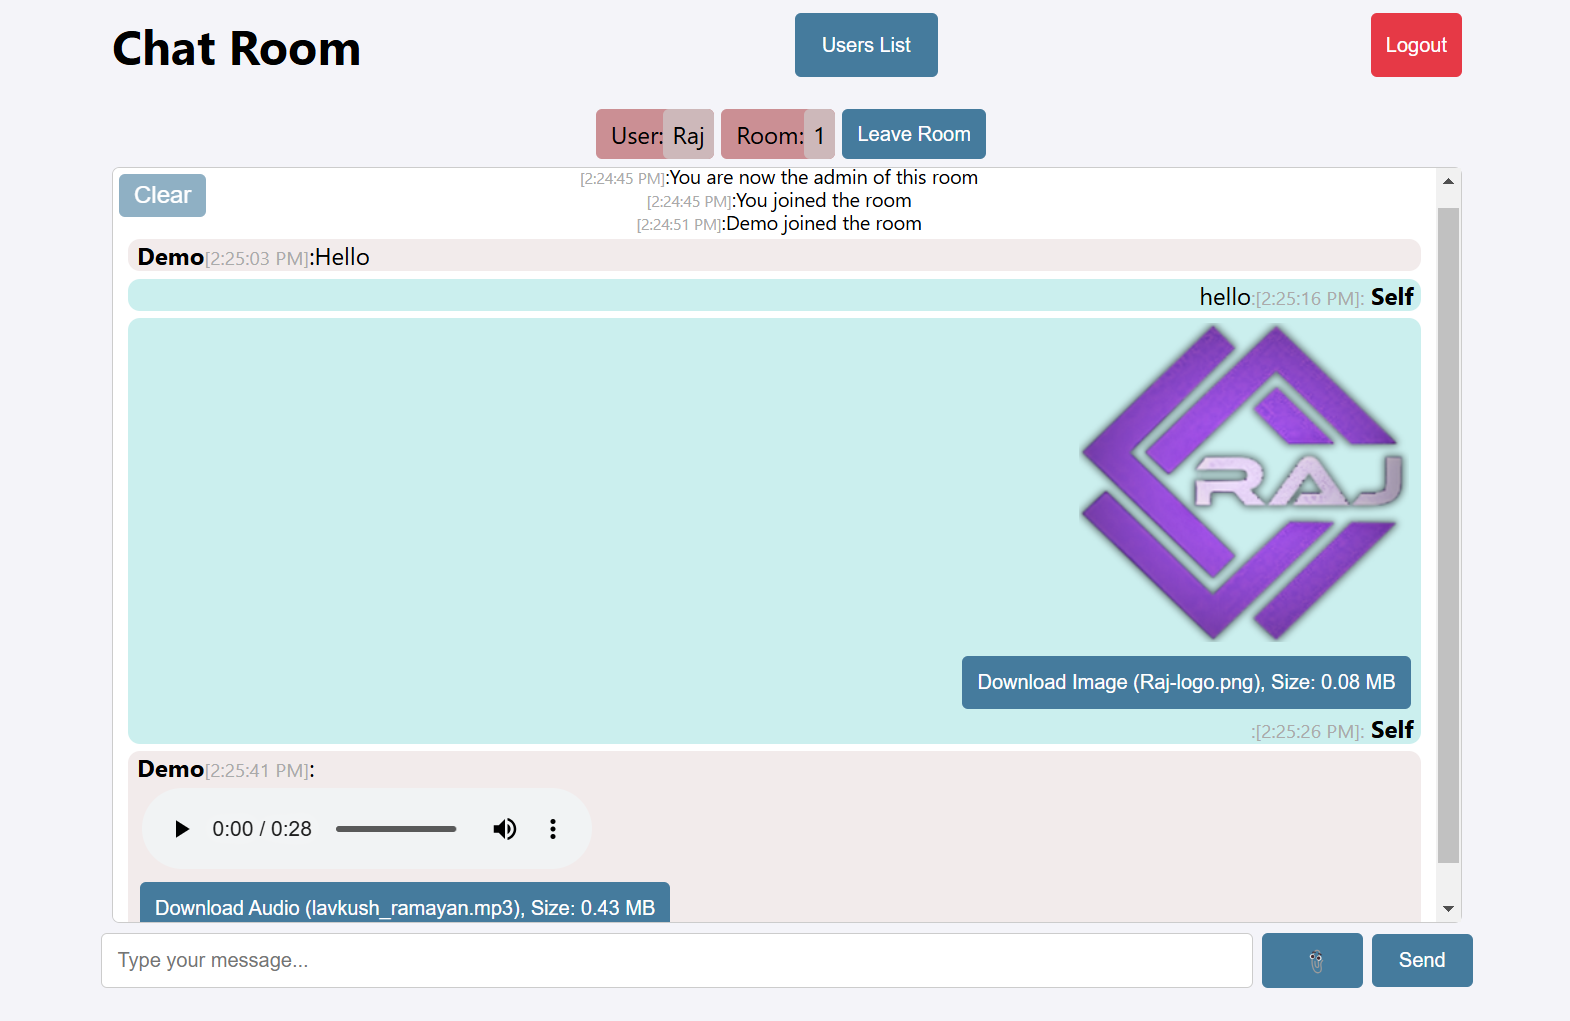 Chat Room
Users List
Logout
User: Raj
Room: 1
Leave Room
Clear
[2:24:45 PM]:You are now the admin of this room
[2:24:45 PM]:You joined the room
[2:24:51 PM]:Demo joined the room
Demo[2:25:03 PM]:Hello
hello:[2:25:16 PM]: Self
RAJ
Download Image (Raj-logo.png), Size: 0.08 MB
:[2:25:26 PM]: Self
Demo[2:25:41 PM]:
0:00 / 0:28
Download Audio (lavkush_ramayan.mp3), Size: 0.43 MB
Type your message...
Send